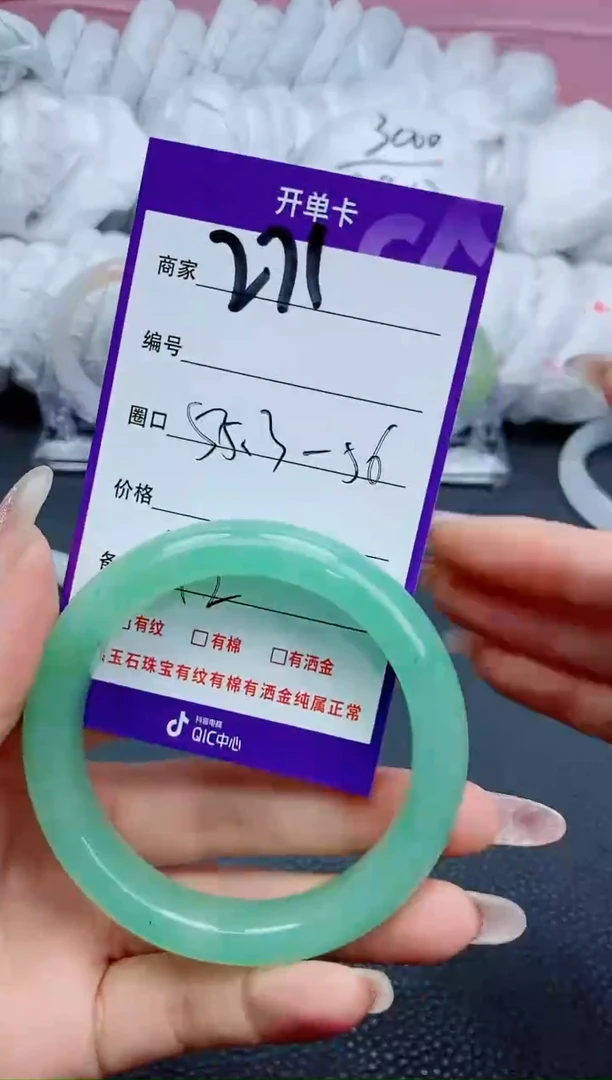 3000
开单卡
商家 271
编号
圈口 55.3-56
价格
有纹 有棉 有洒金
玉石珠宝有纹有棉有洒金纯属正常
抖音电商
QIC中心